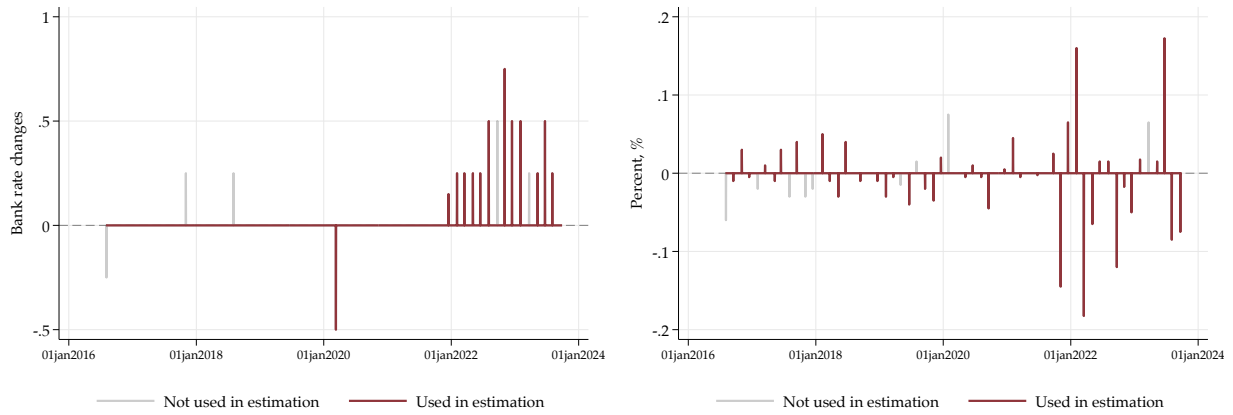 Bank rate changes
1
.5
0
-.5
01jan2016 01jan2018 01jan2020 01jan2022 01jan2024
Not used in estimation Used in estimation
Percent, %
.2
.1
0
-.1
-.2
01jan2016 01jan2018 01jan2020 01jan2022 01jan2024
Not used in estimation Used in estimation